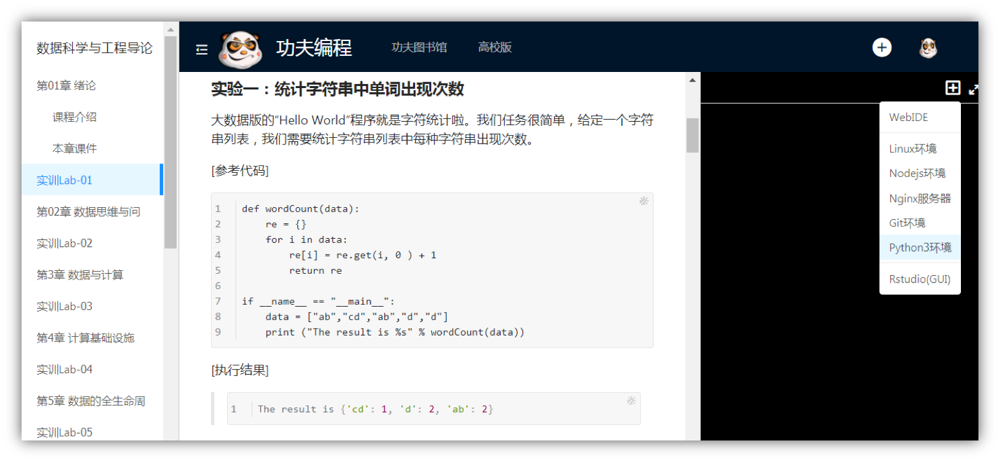 数据科学与工程导论
第01章 绪论
课程介绍
本章课件
实训Lab-01
第02章 数据思维与问
实训Lab-02
第3章 数据与计算
实训Lab-03
第4章 计算基础设施
实训Lab-04
第5章 数据的全生命周
实训Lab-05
功夫编程
功夫图书馆
高校版
实验一：统计字符串中单词出现次数
大数据版的"Hello World"程序就是字符统计啦。我们任务很简单，给定一个字符
串列表，我们需要统计字符串列表中每种字符串出现次数。
[参考代码]
1 def wordCount(data):
2     re = {}
3     for i in data:
4         re[i] = re.get(i, 0 ) + 1
5         return re
6
7 if __name__ == "__main__":
8     data = ["ab","cd","ab","d","d"]
9     print ("The result is %s" % wordCount(data))
[执行结果]
1 The result is {'cd': 1, 'd': 2, 'ab': 2}
WebIDE
Linux环境
Nodejs环境
Nginx服务器
Git环境
Python3环境
Rstudio(GUI)